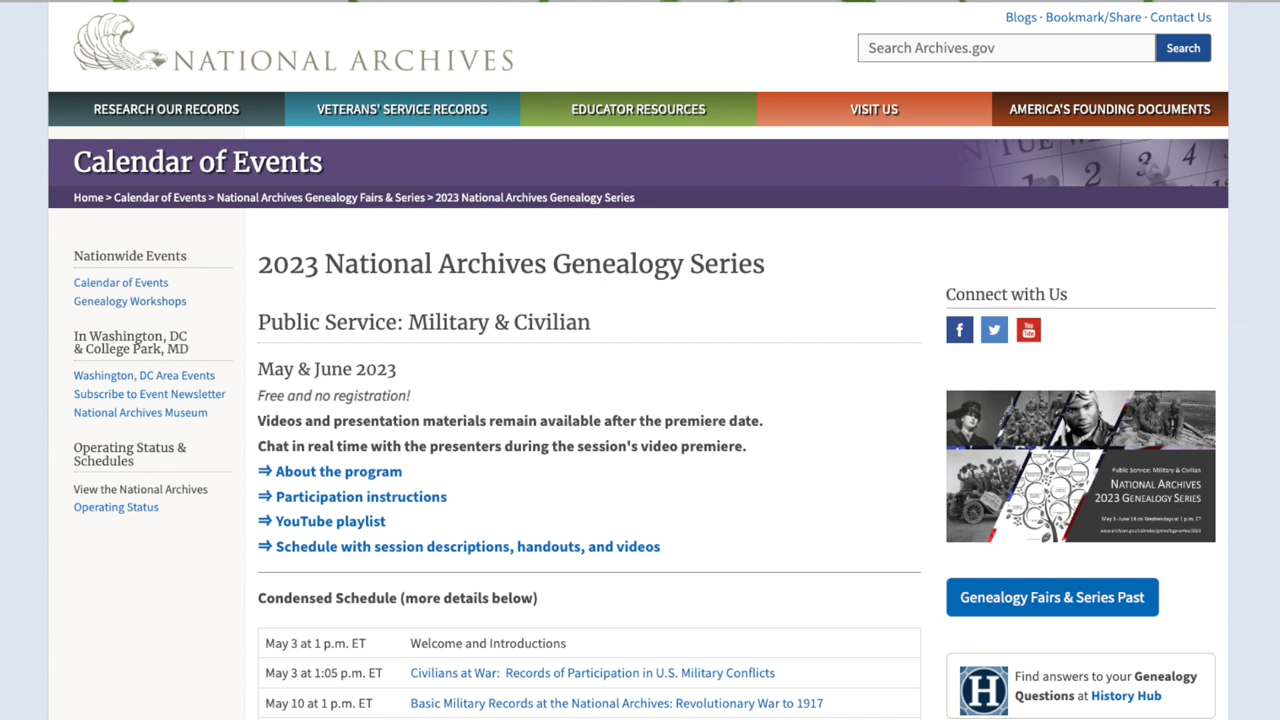 Blogs · Bookmark/Share · Contact Us
NATIONAL ARCHIVES
Search Archives.gov
Search
RESEARCH OUR RECORDS
VETERANS' SERVICE RECORDS
EDUCATOR RESOURCES
VISIT US
AMERICA'S FOUNDING DOCUMENTS
Calendar of Events
TUE
2
3
4
Home > Calendar of Events > National Archives Genealogy Fairs & Series > 2023 National Archives Genealogy Series
Nationwide Events
Calendar of Events
Genealogy Workshops
In Washington, DC
& College Park, MD
Washington, DC Area Events
Subscribe to Event Newsletter
National Archives Museum
Operating Status &
Schedules
View the National Archives
Operating Status
2023 National Archives Genealogy Series
Public Service: Military & Civilian
May & June 2023
Free and no registration!
Videos and presentation materials remain available after the premiere date.
Chat in real time with the presenters during the session's video premiere.
⇒ About the program
⇒ Participation instructions
⇒ YouTube playlist
⇒ Schedule with session descriptions, handouts, and videos
Condensed Schedule (more details below)
May 3 at 1 p.m. ET Welcome and Introductions
May 3 at 1:05 p.m. ET Civilians at War: Records of Participation in U.S. Military Conflicts
May 10 at 1 p.m. ET Basic Military Records at the National Archives: Revolutionary War to 1917
Connect with Us
f
You
Tube
Public Service: Military & Civilian
NATIONAL ARCHIVES
2023 GENEALOGY SERIES
Genealogy Fairs & Series Past
H
Find answers to your Genealogy
Questions at History Hub